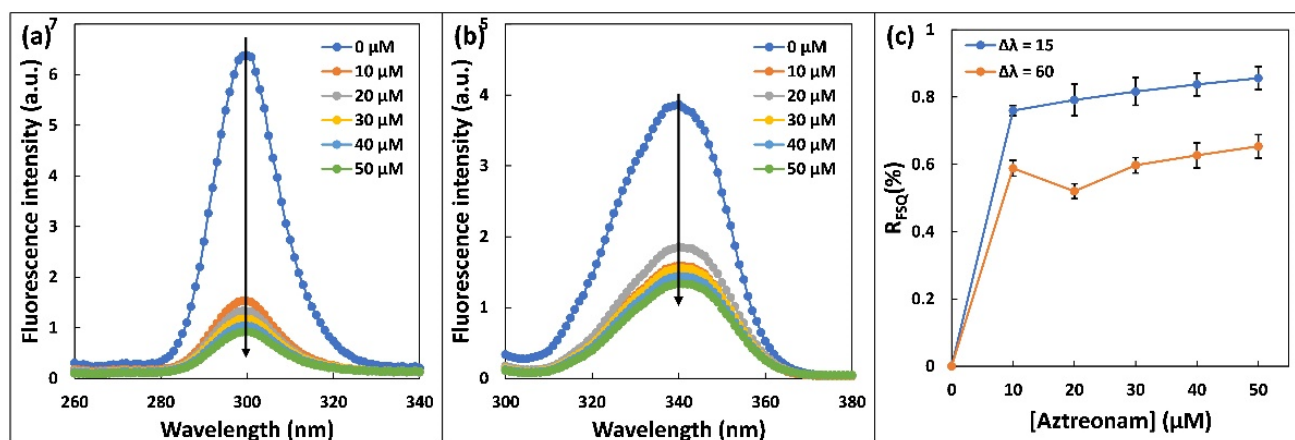 (a)
7
6
5
4
3
2
1
0
Fluorescence intensity (a.u.)
0 µM
10 µM
20 µM
30 µM
40 µM
50 µM
260
280
300
320
340
Wavelength (nm)
(b)
5
4
3
2
1
0
Fluorescence intensity (a.u.)
0 µM
10 µM
20 µM
30 µM
40 µM
50 µM
300
320
340
360
380
Wavelength (nm)
(c)
1
0.8
0.6
0.4
0.2
0
RFSQ(%)
Δλ = 15
Δλ = 60
0
10
20
30
40
50
[Aztreonam] (µM)